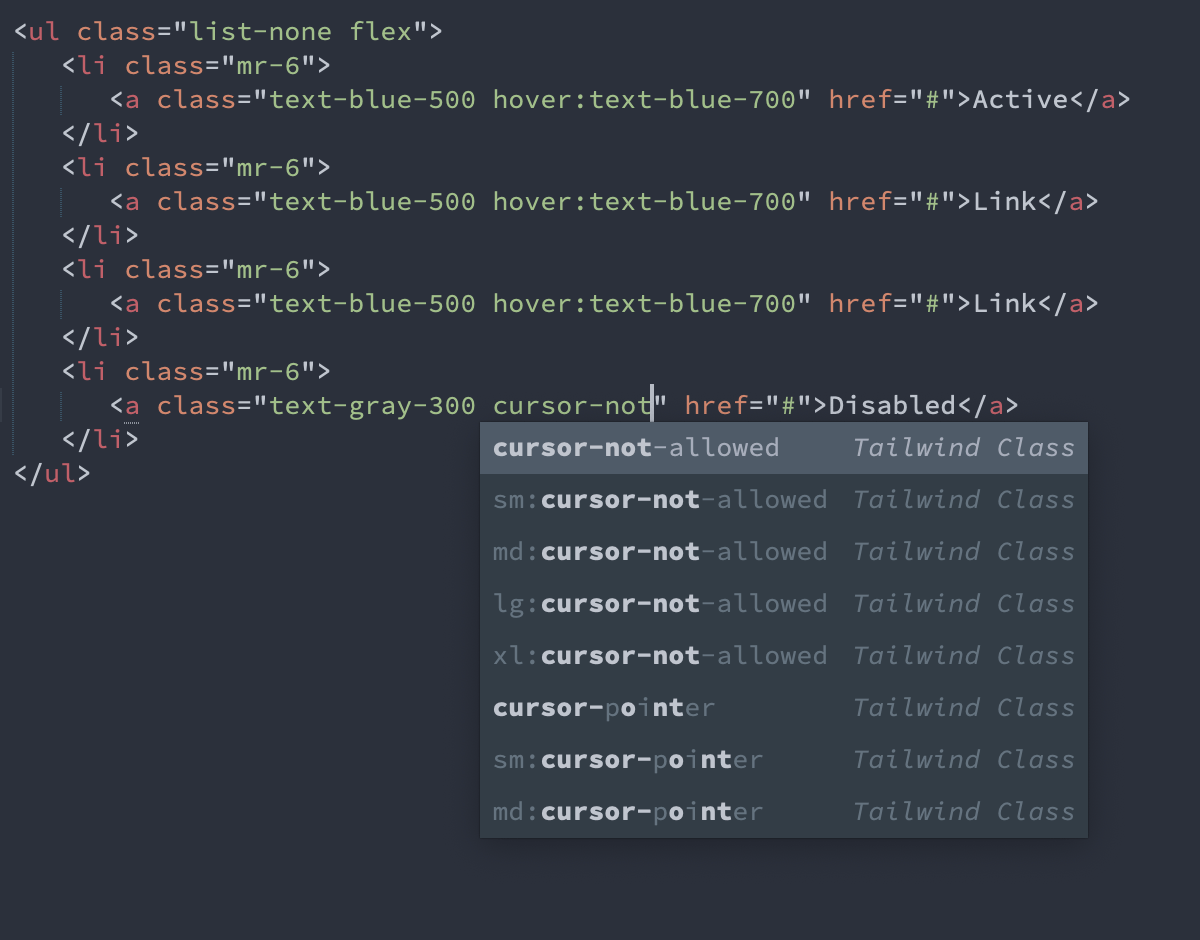 <ul class="list-none flex">
<li class="mr-6">
<a class="text-blue-500 hover:text-blue-700" href="#">Active</a>
</li>
<li class="mr-6">
<a class="text-blue-500 hover:text-blue-700" href="#">Link</a>
</li>
<li class="mr-6">
<a class="text-blue-500 hover:text-blue-700" href="#">Link</a>
</li>
<li class="mr-6">
<a class="text-gray-300 cursor-not" href="#">Disabled</a>
</li>
</ul>
cursor-not-allowed Tailwind Class
sm:cursor-not-allowed Tailwind Class
md:cursor-not-allowed Tailwind Class
lg:cursor-not-allowed Tailwind Class
xl:cursor-not-allowed Tailwind Class
cursor-pointer Tailwind Class
sm:cursor-pointer Tailwind Class
md:cursor-pointer Tailwind Class